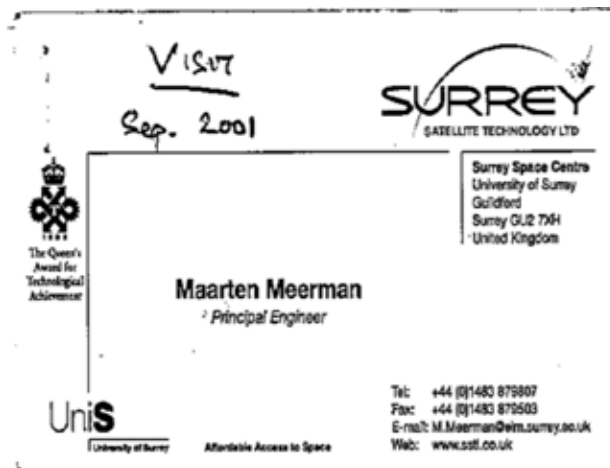 Visit
Sep. 2001
SURREY
SATELLITE TECHNOLOGY LTD
Surrey Space Centre
University of Surrey
Guildford
Surrey GU2 7XH
United Kingdom
The Queen's
Award for
Technological
Achievement
Maarten Meerman
Principal Engineer
UniS
University of Surrey
Affordable Access to Space
Tel: +44 (0)1483 879807
Fax: +44 (0)1483 879503
E-mail: M.Meerman@eim.surrey.ac.uk
Web: www.sstl.co.uk